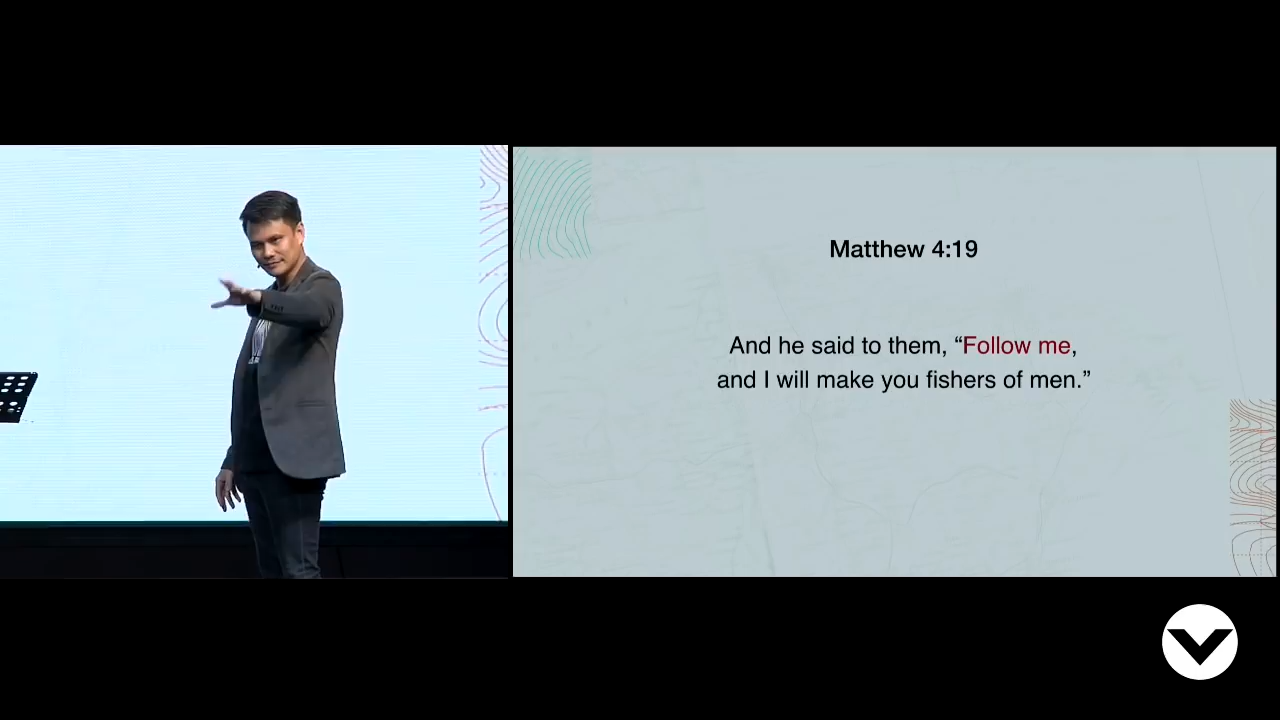 Matthew 4:19
And he said to them, “Follow me,
and I will make you fishers of men.”